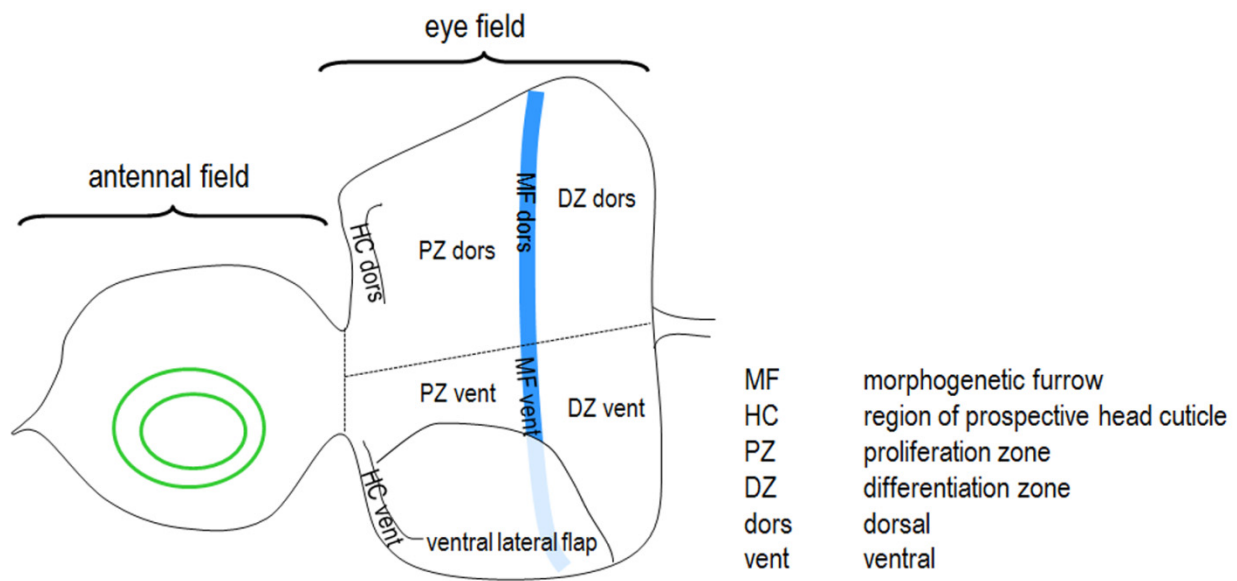 eye field
antennal field
HC dors
PZ dors
MF dors
DZ dors
PZ vent
MF vent
DZ vent
HC vent
ventral lateral flap
MF morphogenetic furrow
HC region of prospective head cuticle
PZ proliferation zone
DZ differentiation zone
dors dorsal
vent ventral